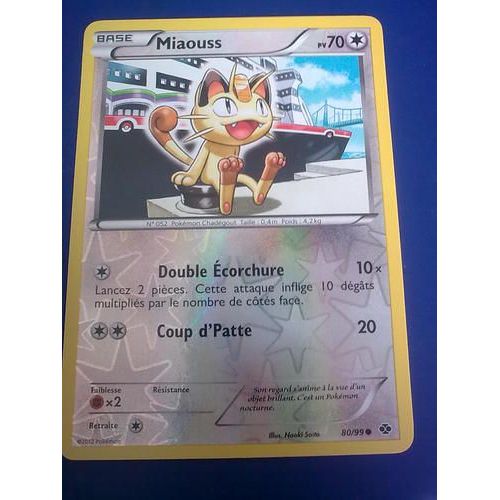 BASE Miaouss PV70
N° 052 Pokémon Chadégout Taille : 0,4m Poids : 4,2kg
Double Écorchure 10×
Lancez 2 pièces. Cette attaque inflige 10 dégâts
multipliés par le nombre de côtés face.
Coup d'Patte 20
Faiblesse Résistance
×2
Retraite
Son regard s'anime à la vue d'un
objet brillant. C'est un Pokémon
nocturne.
Illus. Naoki Saito 80/99
©2012 Pokémon